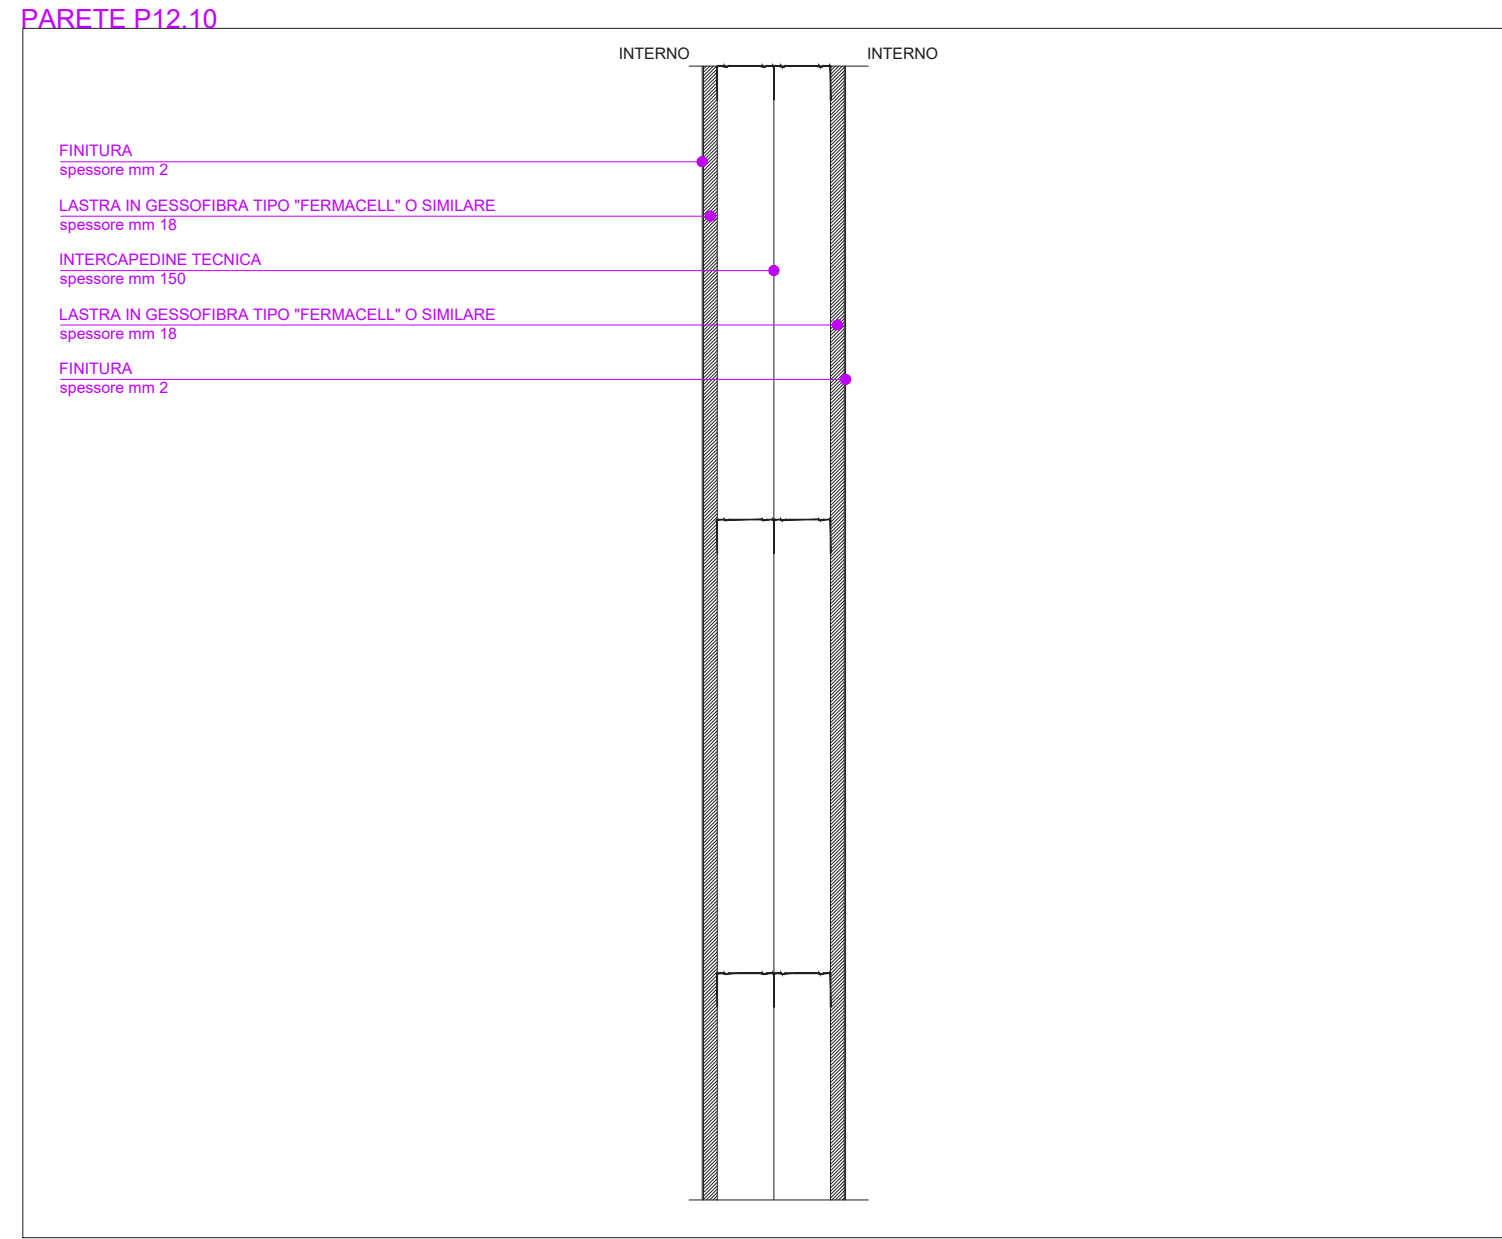 PARETE P12.10
INTERNO
INTERNO
FINITURA
spessore mm 2
LASTRA IN GESSOFIBRA TIPO "FERMACELL" O SIMILARE
spessore mm 18
INTERCAPEDINE TECNICA
spessore mm 150
LASTRA IN GESSOFIBRA TIPO "FERMACELL" O SIMILARE
spessore mm 18
FINITURA
spessore mm 2